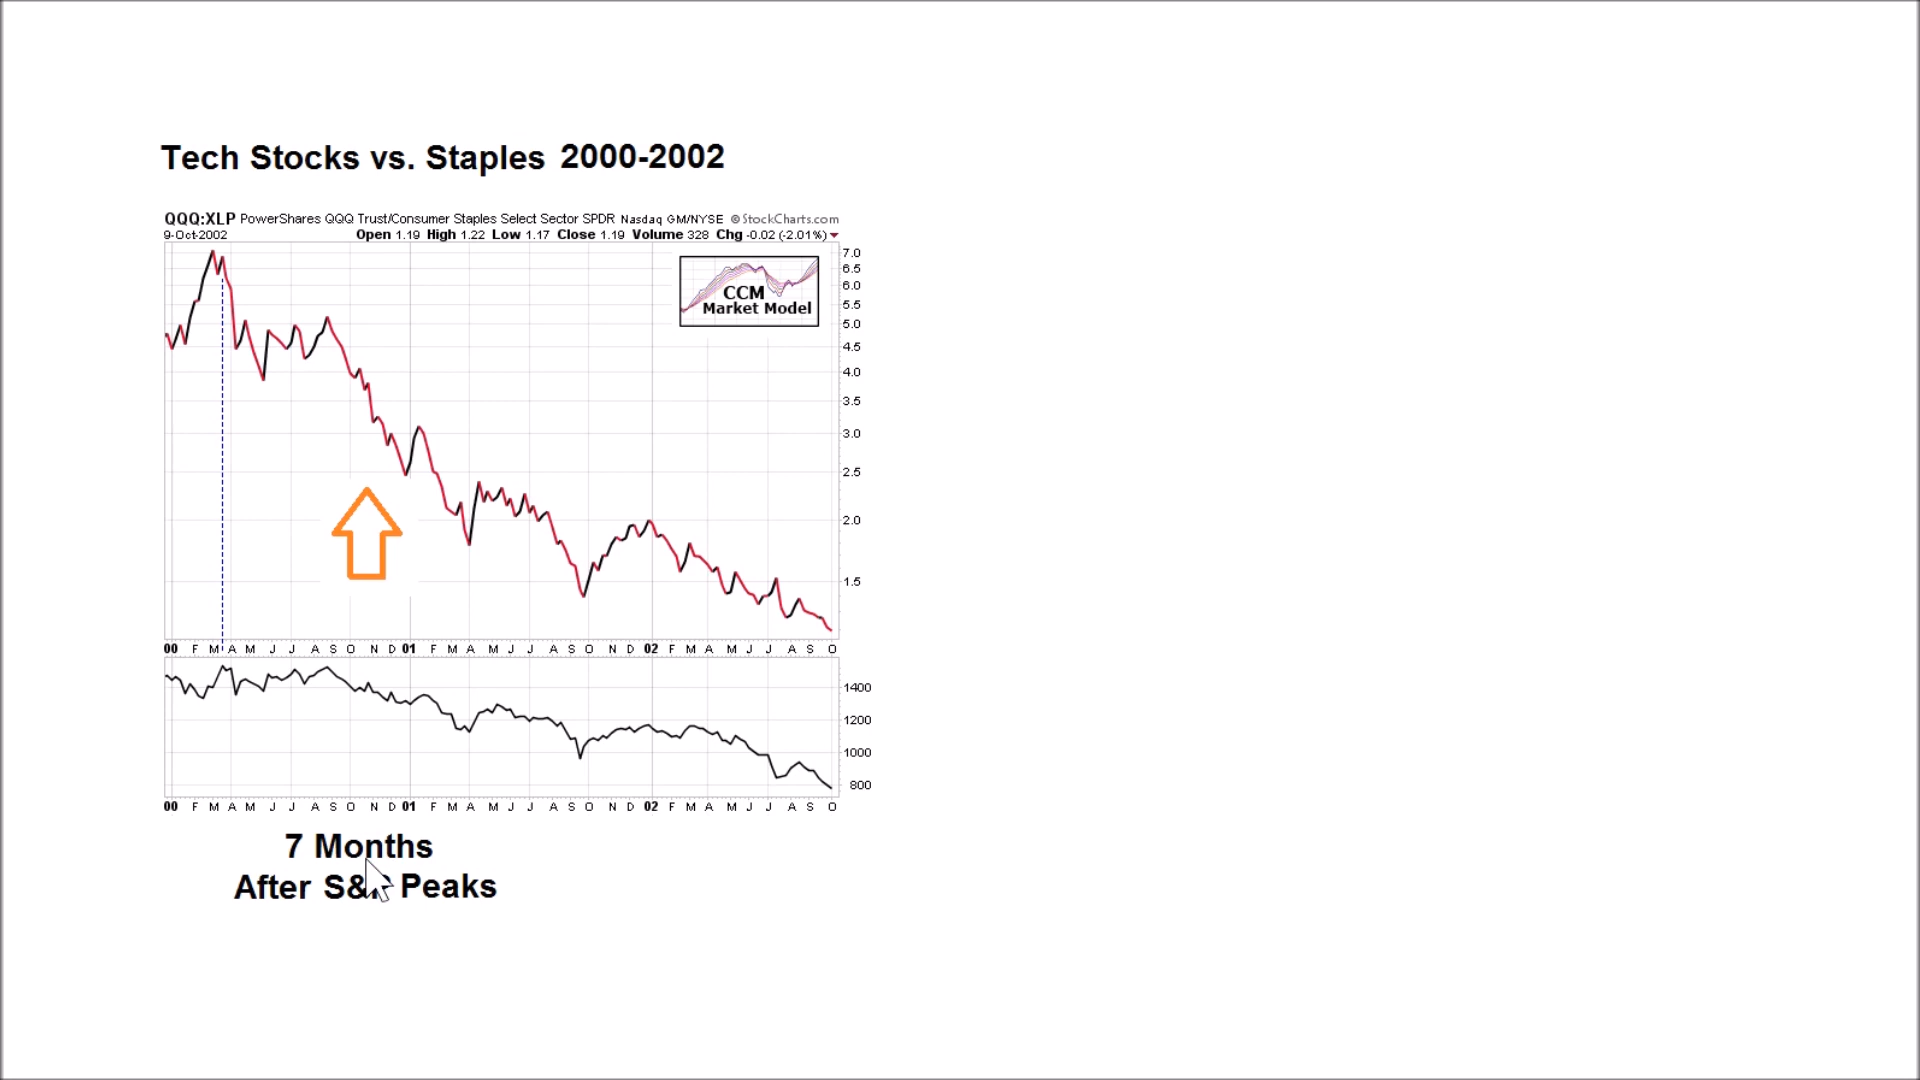 Tech Stocks vs. Staples 2000-2002
QQQ:XLP PowerShares QQQ Trust/Consumer Staples Select Sector SPDR Nasdaq GM/NYSE © StockCharts.com
9-Oct-2002 Open 1.19 High 1.22 Low 1.17 Close 1.19 Volume 328 Chg -0.02 (-2.01%)
CCM
Market Model
7.0
6.5
6.0
5.5
5.0
4.5
4.0
3.5
3.0
2.5
2.0
1.5
00 F M A M J J A S O N D 01 F M A M J J A S O N D 02 F M A M J J A S O
1400
1200
1000
800
00 F M A M J J A S O N D 01 F M A M J J A S O N D 02 F M A M J J A S O
7 Months
After S& Peaks